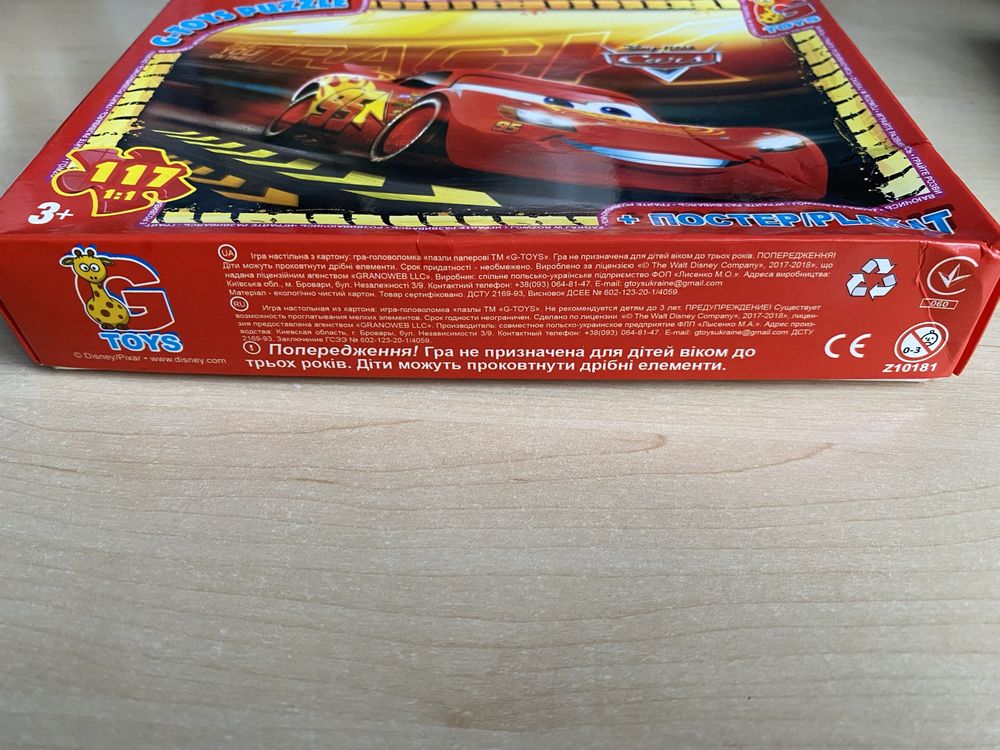 G-TOYS PUZZLE
TOYS
TRACK
Disney PIXAR
Cars
95
95
117
1:1
3+
+ ПОСТЕР/PLAKAT
G
TOYS
© Disney/Pixar • www.disney.com
UA Ігра настільна з картону: гра-головоломка «пазли паперові ТМ «G-TOYS». Гра не призначена для дітей віком до трьох років. ПОПЕРЕДЖЕННЯ!
Діти можуть проковтнути дрібні елементи. Срок придатності - необмежено. Вироблено за ліцензією «© The Walt Disney Company», 2017-2018», що
надана ліцензійним агенством «GRANOWEB LLC». Виробник: спільне польсько-українське підприємство ФОП «Лисенко М.О.» Адреса виробництва:
Київська обл., м. Бровари, бул. Незалежності 3/9. Контактний телефон: +38(093) 064-81-47. E-mail: gtoysukraine@gmail.com
Матеріал - екологічно чистий картон. Товар сертифіковано. ДСТУ 2169-93, Висновок ДСЕЕ № 602-123-20-1/4059.
RU Игра настольная из картона: игра-головоломка «пазлы ТМ «G-TOYS». Не рекомендуется детям до 3 лет. ПРЕДУПРЕЖДЕНИЕ! Существует
возможность проглатывания мелких элементов. Срок годности неограничен. Сделано по лицензии «© The Walt Disney Company», 2017-2018», лицен-
зия предоставлена агенством «GRANOWEB LLC». Производитель: совместное польско-украинское предприятие ФЛП «Лысенко М.А.» Адрес произ-
водства: Киевская область, г. Бровары, бул. Независимости 3/9. Контактный телефон: +38(093) 064-81-47. E-mail: gtoysukraine@gmail.com ДСТУ
2169-93, Заключение ГСЭЭ № 602-123-20-1/4059.
Попередження! Гра не призначена для дітей віком до
трьох років. Діти можуть проковтнути дрібні елементи.
060
CE
0-3
Z10181